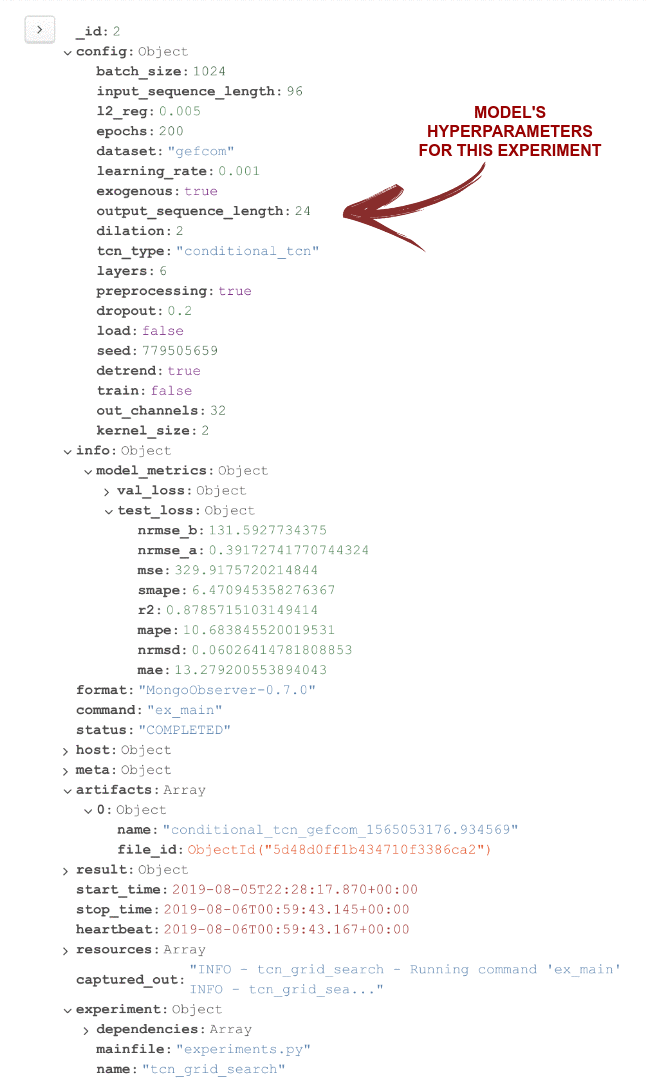 _id: 2
config: Object
batch_size: 1024
input_sequence_length: 96
l2_reg: 0.005
epochs: 200
dataset: "gefcom"
learning_rate: 0.001
exogenous: true
output_sequence_length: 24
dilation: 2
tcn_type: "conditional_tcn"
layers: 6
preprocessing: true
dropout: 0.2
load: false
seed: 779505659
detrend: true
train: false
out_channels: 32
kernel_size: 2
MODEL'S
HYPERPARAMETERS
FOR THIS EXPERIMENT
info: Object
model_metrics: Object
val_loss: Object
test_loss: Object
nrmse_b: 131.5927734375
nrmse_a: 0.39172741770744324
mse: 329.9175720214844
smape: 6.470945358276367
r2: 0.8785715103149414
mape: 10.683845520019531
nrmsd: 0.06026414781808853
mae: 13.279200553894043
format: "MongoObserver-0.7.0"
command: "ex_main"
status: "COMPLETED"
host: Object
meta: Object
artifacts: Array
0: Object
name: "conditional_tcn_gefcom_1565053176.934569"
file_id: ObjectId("5d48d0ff1b434710f3386ca2")
result: Object
start_time: 2019-08-05T22:28:17.870+00:00
stop_time: 2019-08-06T00:59:43.145+00:00
heartbeat: 2019-08-06T00:59:43.167+00:00
resources: Array
captured_out: "INFO - tcn_grid_search - Running command 'ex_main'
INFO - tcn_grid_sea..."
experiment: Object
dependencies: Array
mainfile: "experiments.py"
name: "tcn_grid_search"